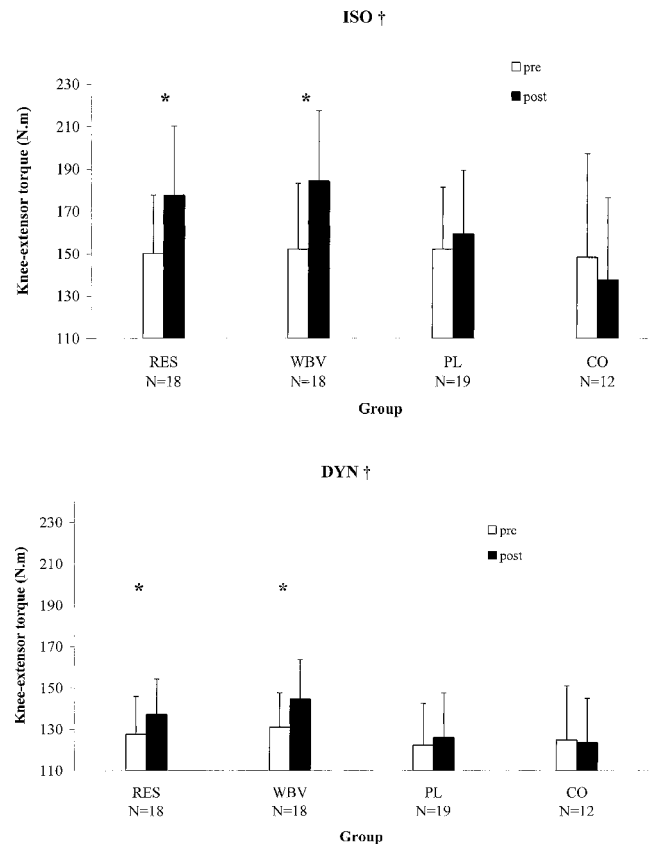 ISO †
Knee-extensor torque (N.m)
230
210
190
170
150
130
110
pre
post
*
*
RES
WBV
PL
CO
N=18
N=18
N=19
N=12
Group
DYN †
Knee-extensor torque (N.m)
230
210
190
170
150
130
110
pre
post
*
*
RES
WBV
PL
CO
N=18
N=18
N=19
N=12
Group